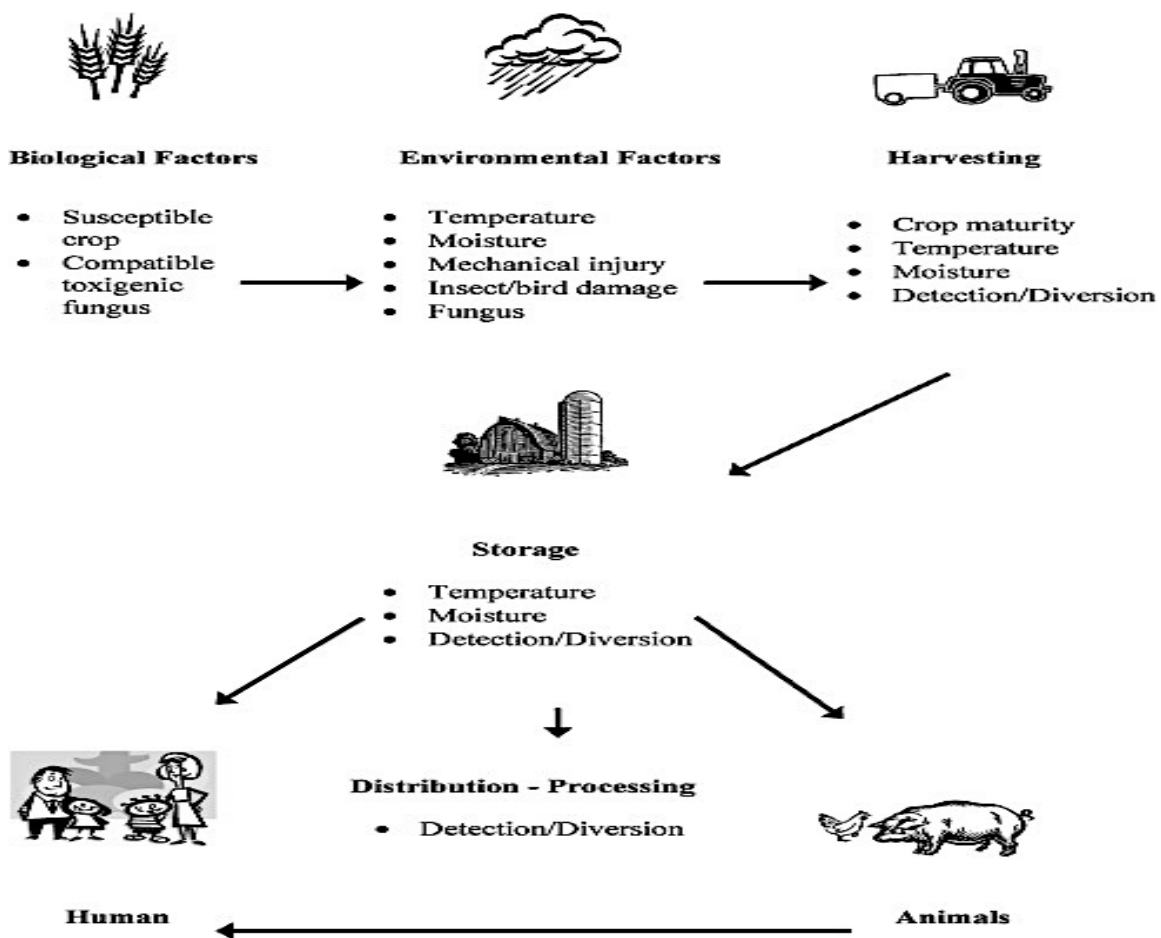 Biological Factors
• Susceptible
crop
• Compatible
toxigenic
fungus
Environmental Factors
• Temperature
• Moisture
• Mechanical injury
• Insect/bird damage
• Fungus
Harvesting
• Crop maturity
• Temperature
• Moisture
• Detection/Diversion
Storage
• Temperature
• Moisture
• Detection/Diversion
Distribution - Processing
• Detection/Diversion
Human
Animals